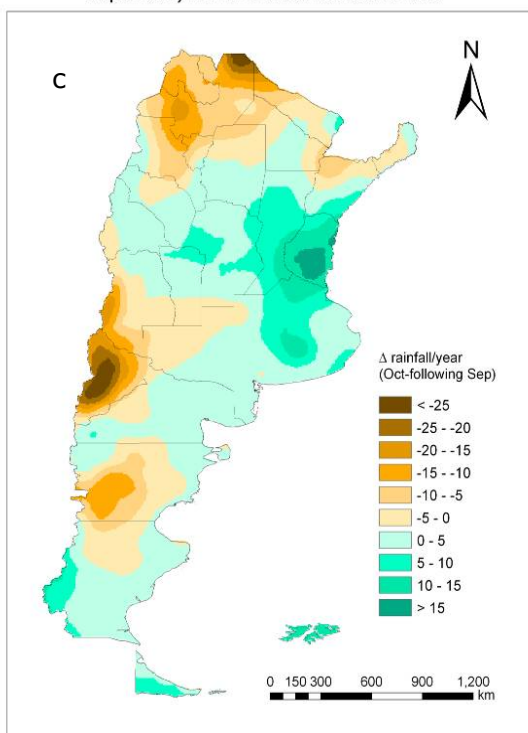 C
N
Δ rainfall/year
(Oct-following Sep)
< -25
-25 - -20
-20 - -15
-15 - -10
-10 - -5
-5 - 0
0 - 5
5 - 10
10 - 15
> 15
0 150 300 600 900 1,200
km